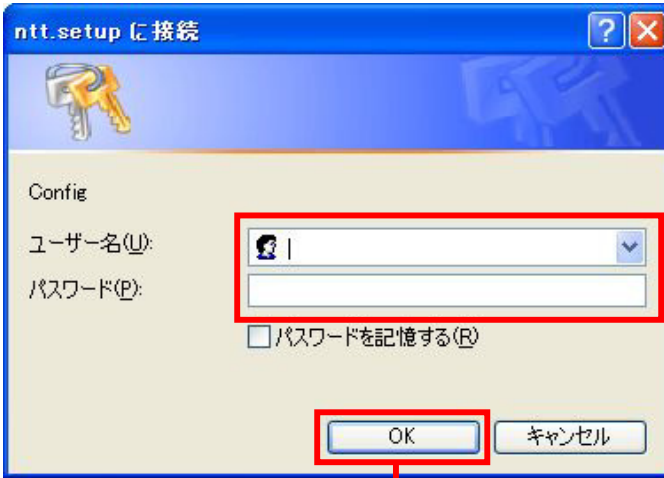 ntt.setup に接続
Config
ユーザー名(U):
パスワード(P):
パスワードを記憶する(R)
OK キャンセル